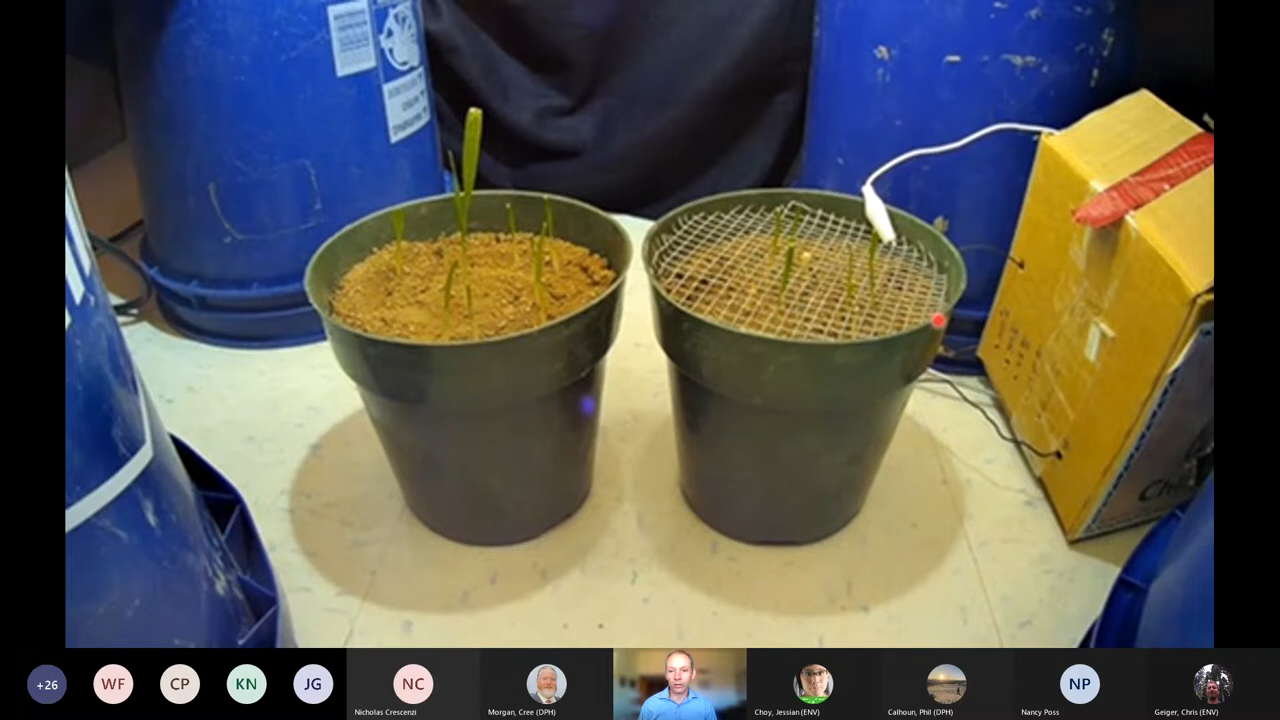 Ch
+26
WF
CP
KN
JG
NC
NP
Nicholas Crescenzi
Morgan, Cree (DPH)
Choy, Jessian (ENV)
Calhoun, Phil (DPH)
Nancy Poss
Geiger, Chris (ENV)